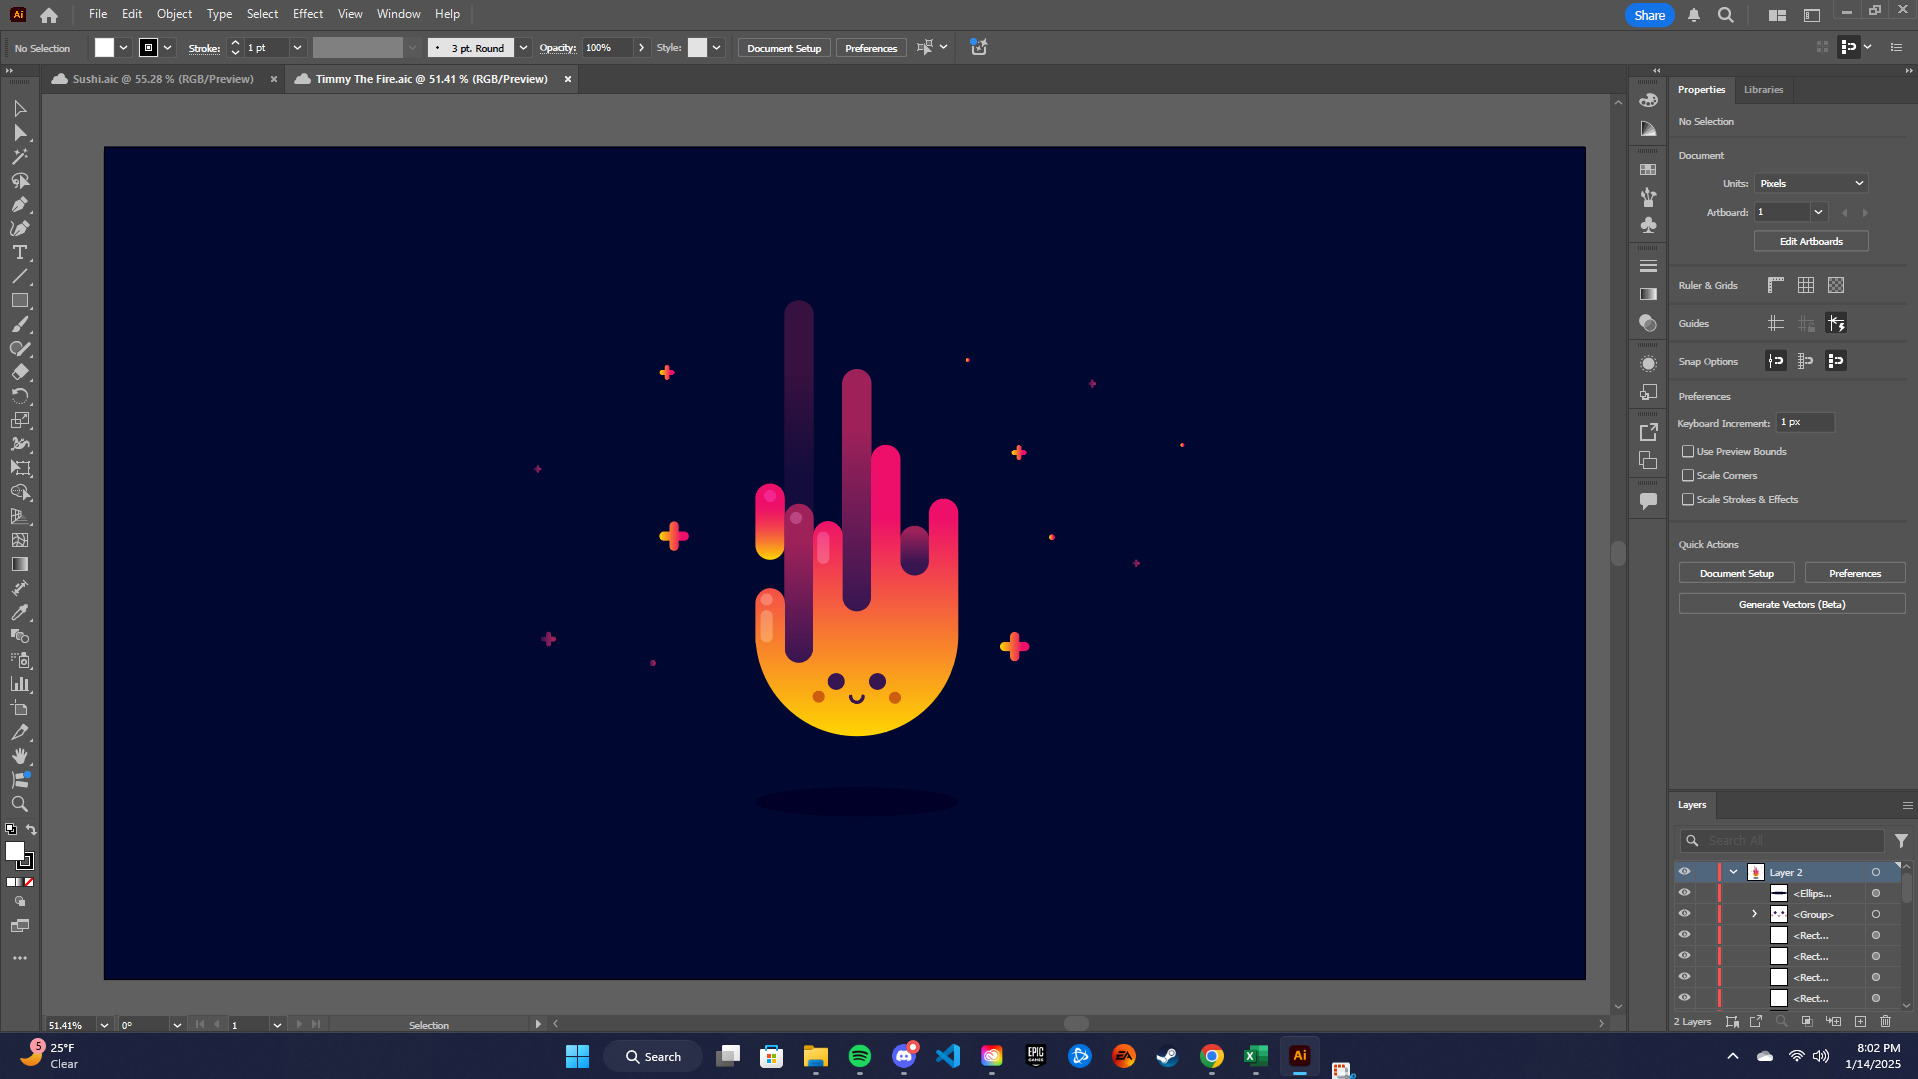 Ai File Edit Object Type Select Effect View Window Help Share
No Selection Stroke: 1 pt 3 pt. Round Opacity: 100% Style: Document Setup Preferences
Sushi.aic @ 55.28 % (RGB/Preview) × Timmy The Fire.aic @ 51.41 % (RGB/Preview) ×
Properties Libraries
No Selection
Document
Units: Pixels
Artboard: 1
Edit Artboards
Ruler & Grids
Guides
Snap Options
Preferences
Keyboard Increment: 1 px
Use Preview Bounds
Scale Corners
Scale Strokes & Effects
Quick Actions
Document Setup Preferences
Generate Vectors (Beta)
Layers
Search All
Layer 2
<Ellips...
<Group>
<Rect...
<Rect...
<Rect...
<Rect...
2 Layers
51.41% 0° 1 Selection
5 25°F
Clear
Search
EPIC GAMES
EA
Ai
8:02 PM
1/14/2025